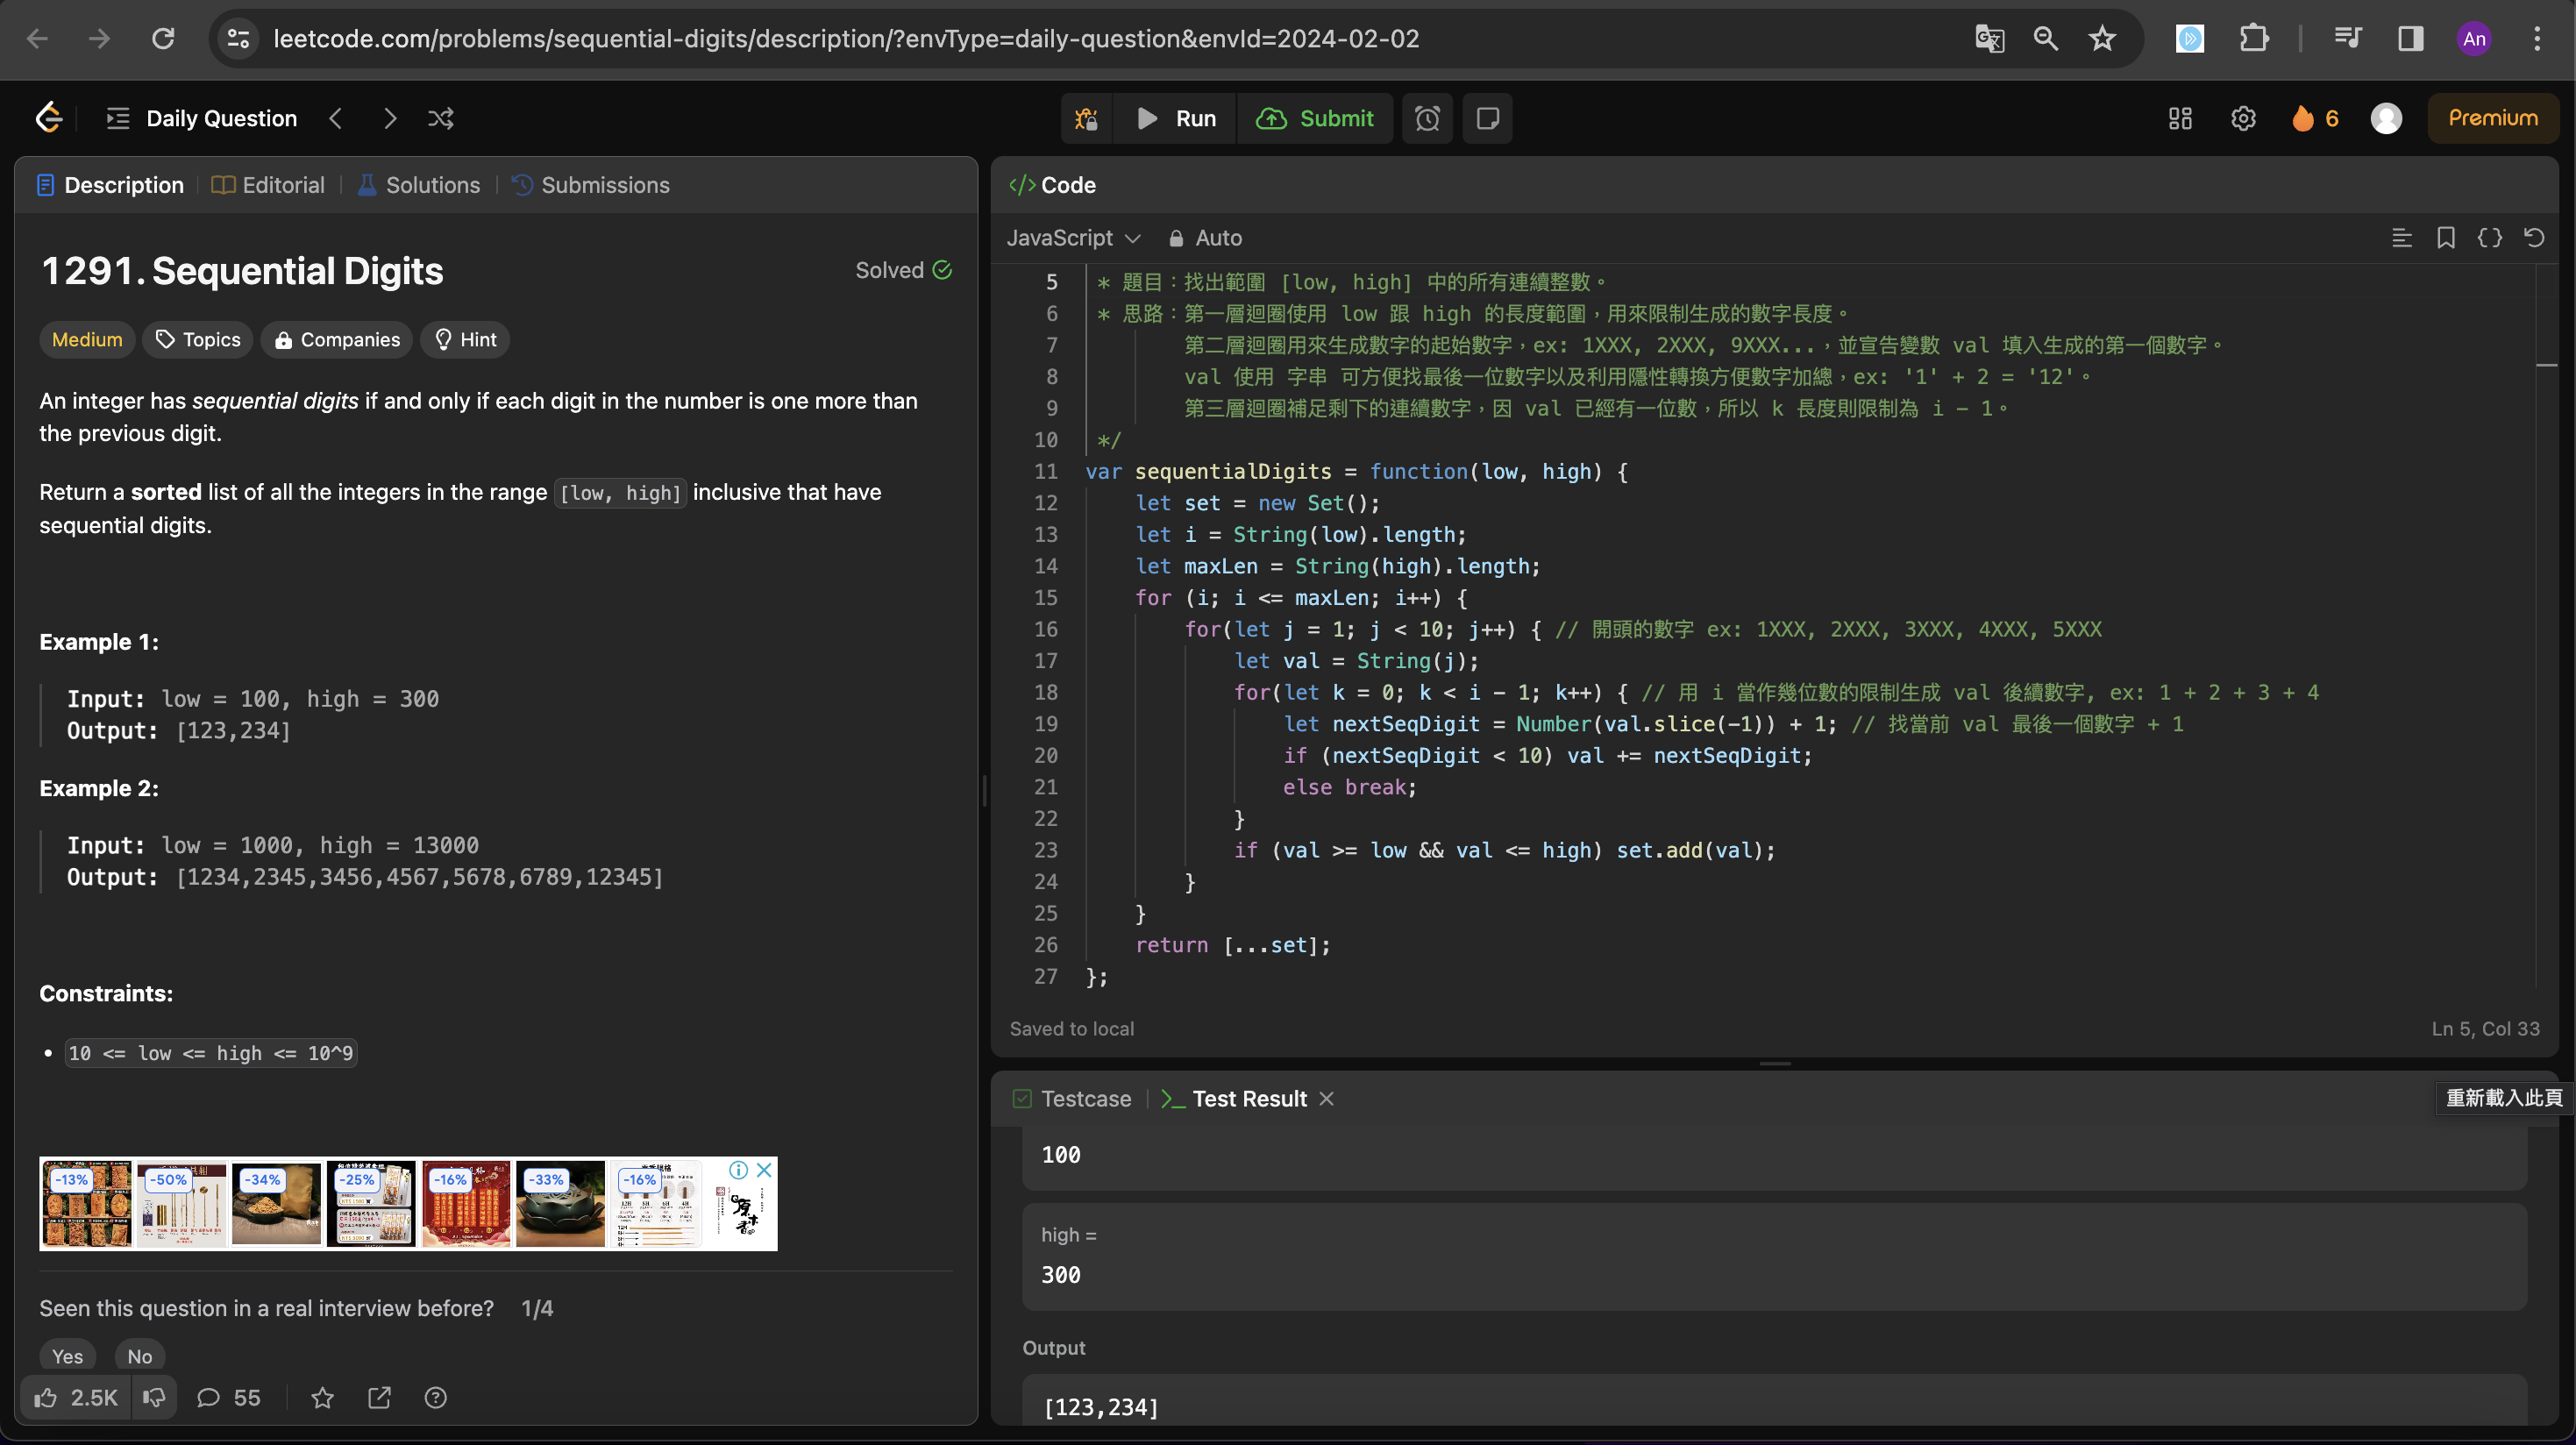 leetcode.com/problems/sequential-digits/description/?envType=daily-question&envId=2024-02-02
An
Daily Question
Run
Submit
6
Premium
Description
Editorial
Solutions
Submissions
1291. Sequential Digits
Solved
Medium
Topics
Companies
Hint
An integer has sequential digits if and only if each digit in the number is one more than
the previous digit.
Return a sorted list of all the integers in the range [low, high] inclusive that have
sequential digits.
Example 1:
Input: low = 100, high = 300
Output: [123,234]
Example 2:
Input: low = 1000, high = 13000
Output: [1234,2345,3456,4567,5678,6789,12345]
Constraints:
• 10 <= low <= high <= 10^9
-13%
-50%
-34%
-25%
-16%
-33%
-16%
Seen this question in a real interview before? 1/4
Yes
No
2.5K
55
</> Code
JavaScript
Auto
5 * 題目：找出範圍 [low, high] 中的所有連續整數。
6 * 思路：第一層迴圈使用 low 跟 high 的長度範圍，用來限制生成的數字長度。
7 第二層迴圈用來生成數字的起始數字，ex: 1XXX, 2XXX, 9XXX...，並宣告變數 val 填入生成的第一個數字。
8 val 使用 字串 可方便找最後一位數字以及利用隱性轉換方便數字加總，ex: '1' + 2 = '12'。
9 第三層迴圈補足剩下的連續數字，因 val 已經有一位數，所以 k 長度則限制為 i - 1。
10 */
11 var sequentialDigits = function(low, high) {
12 let set = new Set();
13 let i = String(low).length;
14 let maxLen = String(high).length;
15 for (i; i <= maxLen; i++) {
16 for(let j = 1; j < 10; j++) { // 開頭的數字 ex: 1XXX, 2XXX, 3XXX, 4XXX, 5XXX
17 let val = String(j);
18 for(let k = 0; k < i - 1; k++) { // 用 i 當作幾位數的限制生成 val 後續數字, ex: 1 + 2 + 3 + 4
19 let nextSeqDigit = Number(val.slice(-1)) + 1; // 找當前 val 最後一個數字 + 1
20 if (nextSeqDigit < 10) val += nextSeqDigit;
21 else break;
22 }
23 if (val >= low && val <= high) set.add(val);
24 }
25 }
26 return [...set];
27 };
Saved to local
Ln 5, Col 33
Testcase
Test Result
重新載入此頁
100
high =
300
Output
[123,234]